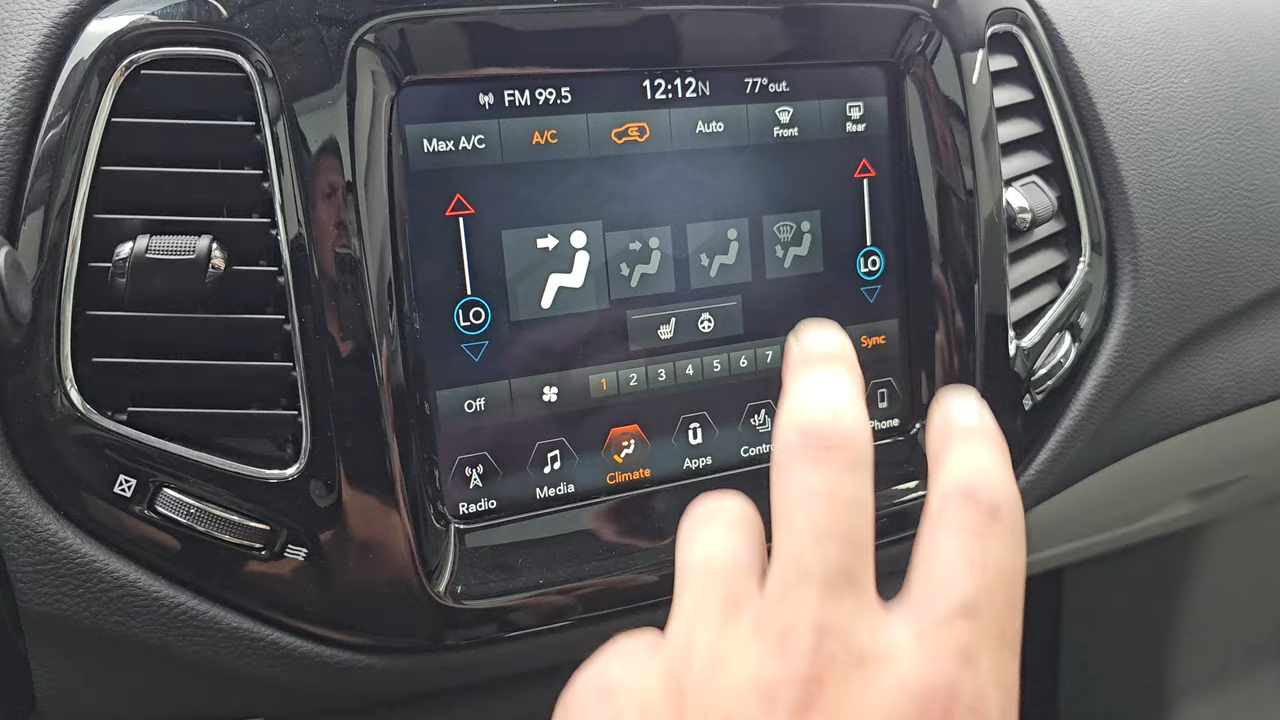 FM 99.5 12:12N 77°out.
Max A/C A/C Auto Front Rear
LO LO
Sync
Off 1 2 3 4 5 6 7
Radio Media Climate Apps Contro Phone